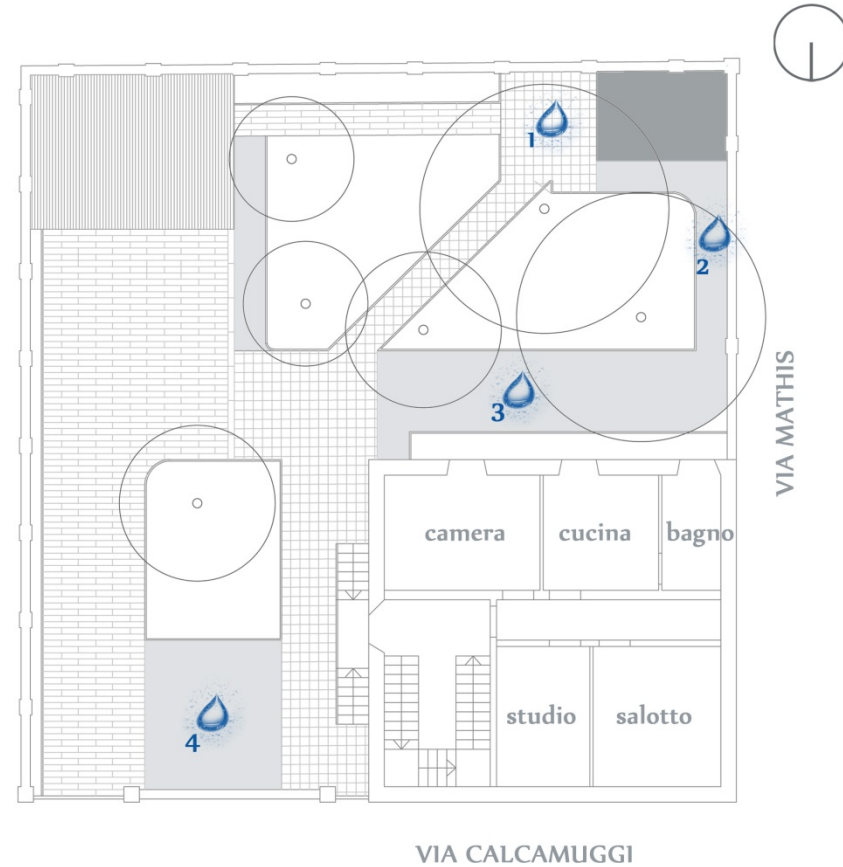 1
2
3
VIA MATHIS
camera
cucina
bagno
studio
salotto
4
VIA CALCAMUGGI